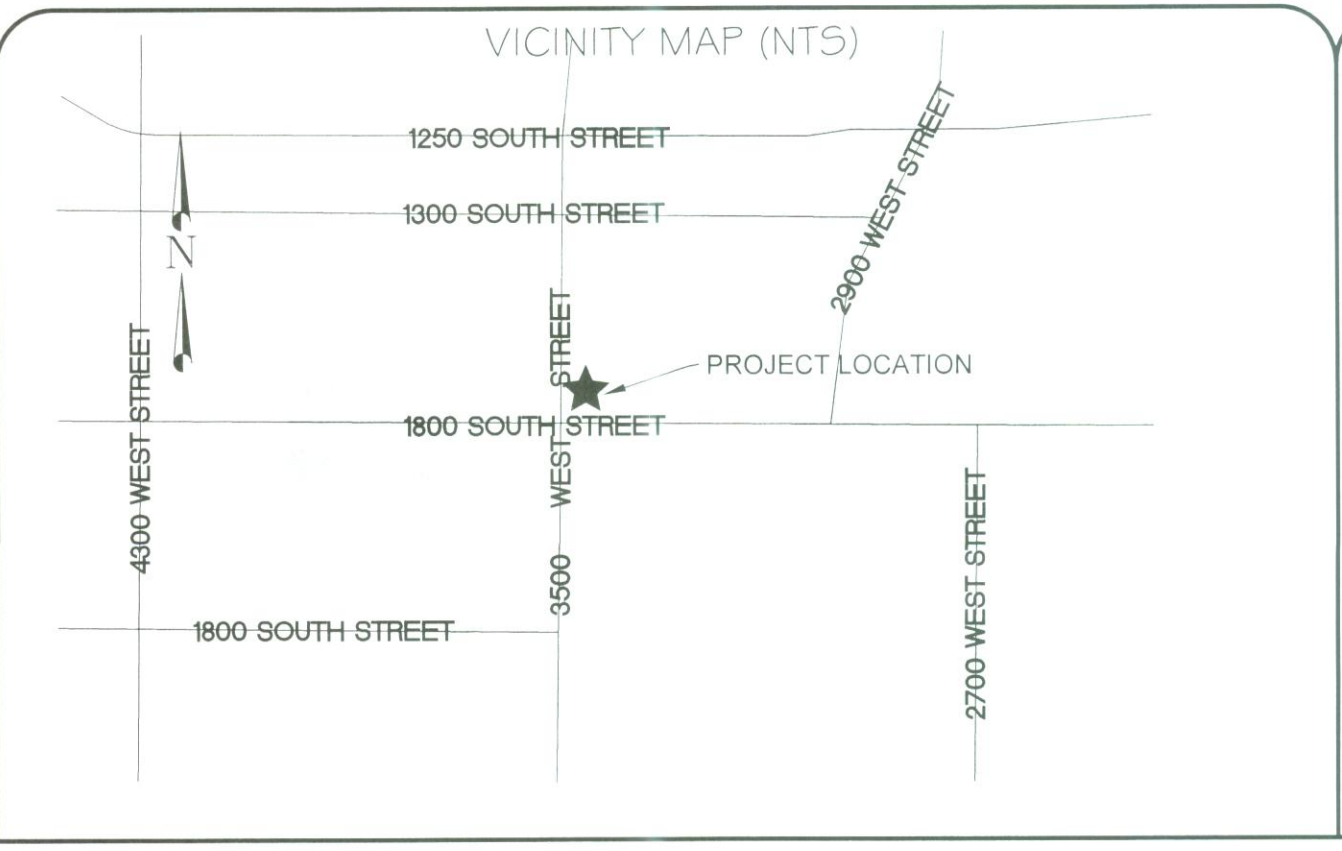 VICINITY MAP (NTS)
1250 SOUTH STREET
1300 SOUTH STREET
2900 WEST STREET
N
4300 WEST STREET
3500 WEST STREET
PROJECT LOCATION
1800 SOUTH STREET
1800 SOUTH STREET
2700 WEST STREET